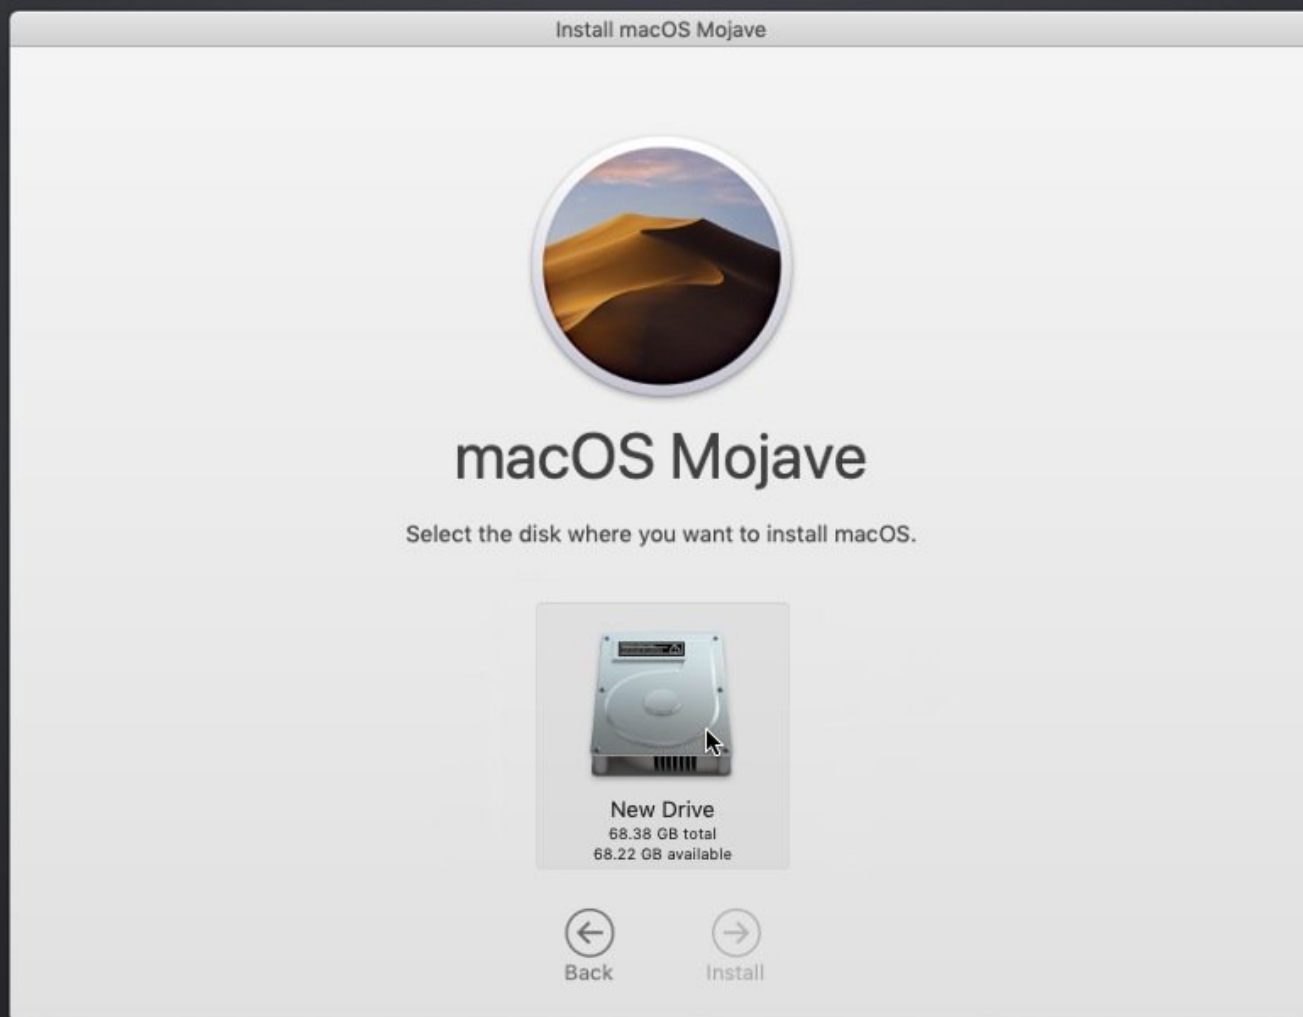 Install macOS Mojave
macOS Mojave
Select the disk where you want to install macOS.
New Drive
68.38 GB total
68.22 GB available
Back
Install